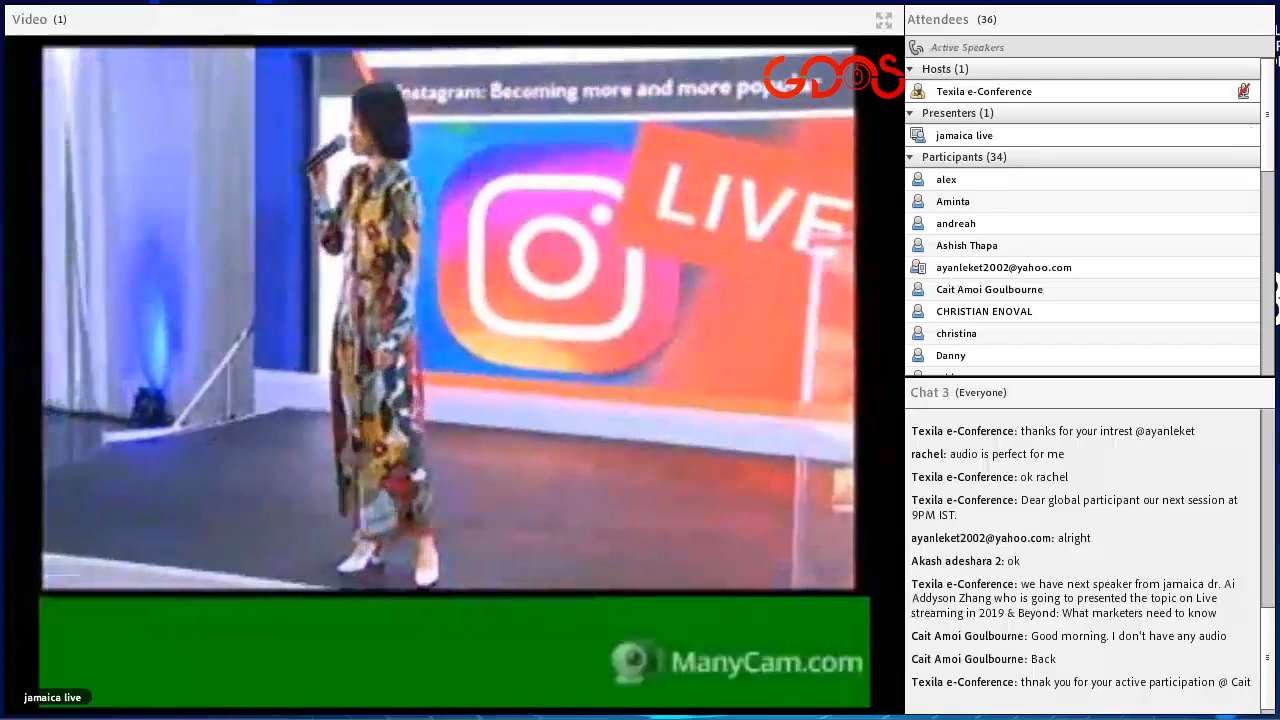 Video (1)
Instagram: Becoming more and more popular
LIVE
GDOS
ManyCam.com
jamaica live
Attendees (36)
Active Speakers
Hosts (1)
Texila e-Conference
Presenters (1)
jamaica live
Participants (34)
alex
Aminta
andreah
Ashish Thapa
ayanleket2002@yahoo.com
Cait Amoi Goulbourne
CHRISTIAN ENOVAL
christina
Danny
Chat 3 (Everyone)
Texila e-Conference: thanks for your intrest @ayanleket
rachel: audio is perfect for me
Texila e-Conference: ok rachel
Texila e-Conference: Dear global participant our next session at
9PM IST.
ayanleket2002@yahoo.com: alright
Akash adeshara 2: ok
Texila e-Conference: we have next speaker from jamaica dr. Ai
Addyson Zhang who is going to presented the topic on Live
streaming in 2019 & Beyond: What marketers need to know
Cait Amoi Goulbourne: Good morning. I don't have any audio
Cait Amoi Goulbourne: Back
Texila e-Conference: thnak you for your active participation @ Cait